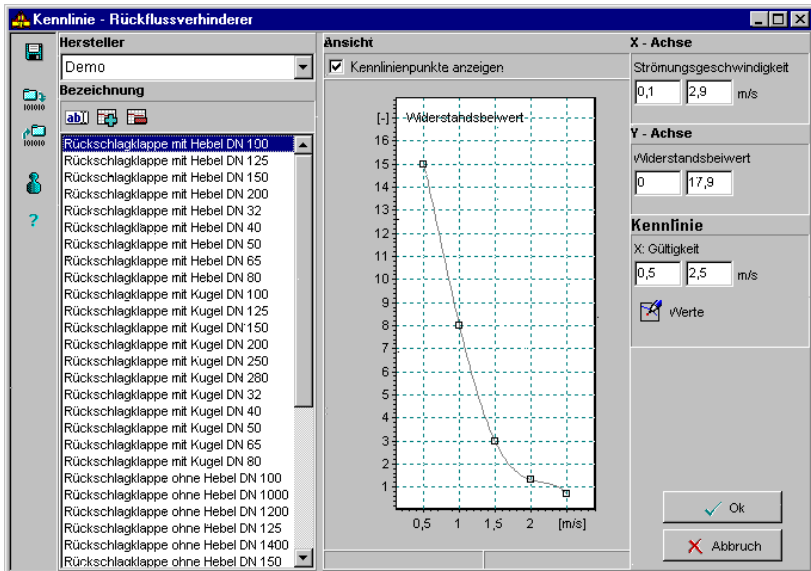 Kennlinie - Rückflussverhinderer
Hersteller
Demo
Bezeichnung
ab
Rückschlagklappe mit Hebel DN 100
Rückschlagklappe mit Hebel DN 125
Rückschlagklappe mit Hebel DN 150
Rückschlagklappe mit Hebel DN 200
Rückschlagklappe mit Hebel DN 32
Rückschlagklappe mit Hebel DN 40
Rückschlagklappe mit Hebel DN 50
Rückschlagklappe mit Hebel DN 65
Rückschlagklappe mit Hebel DN 80
Rückschlagklappe mit Kugel DN 100
Rückschlagklappe mit Kugel DN 125
Rückschlagklappe mit Kugel DN 150
Rückschlagklappe mit Kugel DN 200
Rückschlagklappe mit Kugel DN 250
Rückschlagklappe mit Kugel DN 280
Rückschlagklappe mit Kugel DN 32
Rückschlagklappe mit Kugel DN 40
Rückschlagklappe mit Kugel DN 50
Rückschlagklappe mit Kugel DN 65
Rückschlagklappe mit Kugel DN 80
Rückschlagklappe ohne Hebel DN 100
Rückschlagklappe ohne Hebel DN 1000
Rückschlagklappe ohne Hebel DN 1200
Rückschlagklappe ohne Hebel DN 125
Rückschlagklappe ohne Hebel DN 1400
Rückschlagklappe ohne Hebel DN 150
101010
101010
?
Ansicht
Kennlinienpunkte anzeigen
[-] Widerstandsbeiwert
16
15
14
13
12
11
10
9
8
7
6
5
4
3
2
1
0,5 1 1,5 2 [m/s]
X - Achse
Strömungsgeschwindigkeit
0,1 2,9 m/s
Y - Achse
Widerstandsbeiwert
0 17,9
Kennlinie
X: Gültigkeit
0,5 2,5 m/s
Werte
Ok
Abbruch